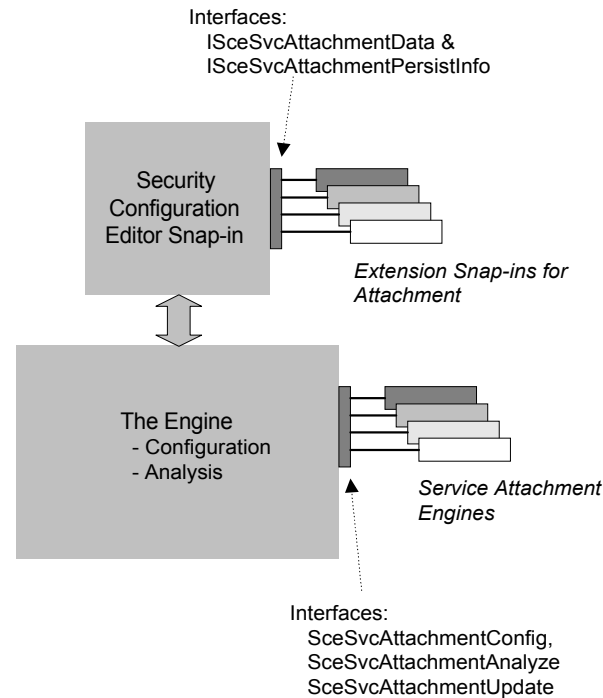 Interfaces:
ISceSvcAttachmentData &
ISceSvcAttachmentPersistInfo
Security
Configuration
Editor Snap-in
Extension Snap-ins for
Attachment
The Engine
- Configuration
- Analysis
Service Attachment
Engines
Interfaces:
SceSvcAttachmentConfig,
SceSvcAttachmentAnalyze
SceSvcAttachmentUpdate